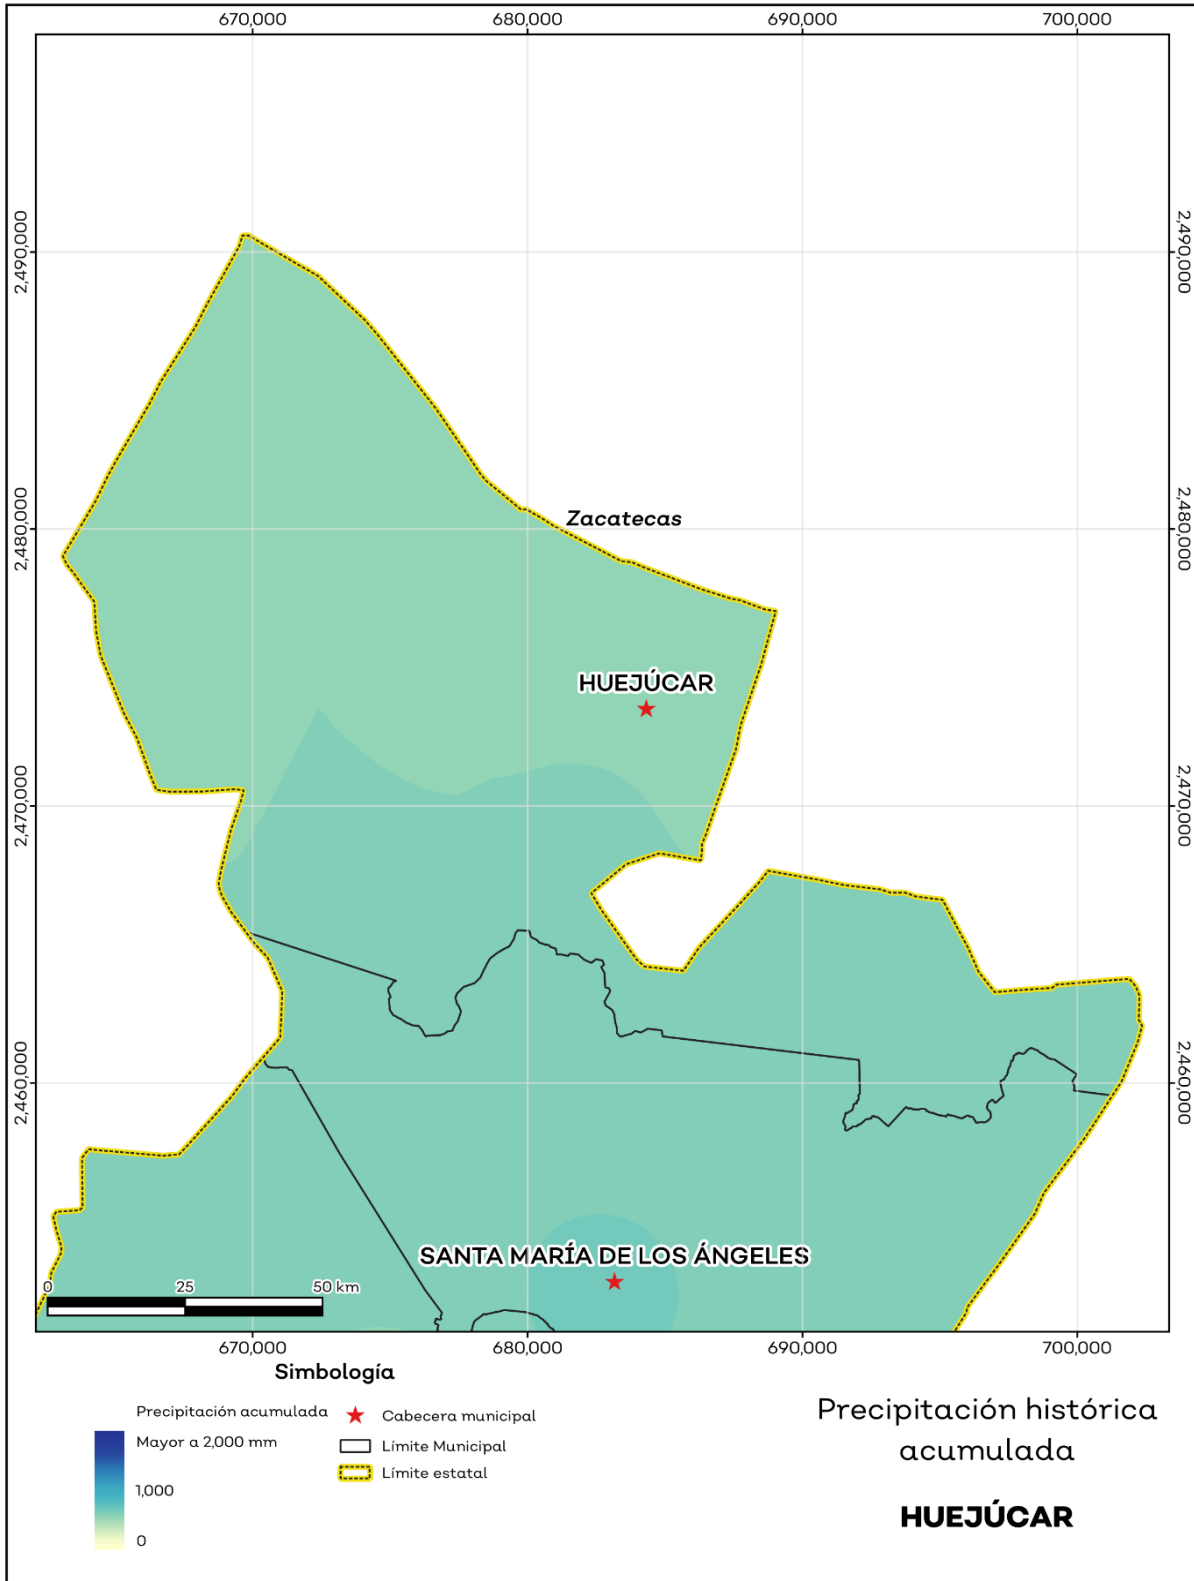 670,000
680,000
690,000
700,000
2,490,000
2,490,000
2,480,000
2,480,000
Zacatecas
HUEJÚCAR
2,470,000
2,470,000
2,460,000
2,460,000
SANTA MARÍA DE LOS ÁNGELES
0
25
50 km
670,000
680,000
690,000
700,000
Simbología
Precipitación acumulada
Mayor a 2,000 mm
1,000
0
Cabecera municipal
Límite Municipal
Límite estatal
Precipitación histórica
acumulada
HUEJÚCAR